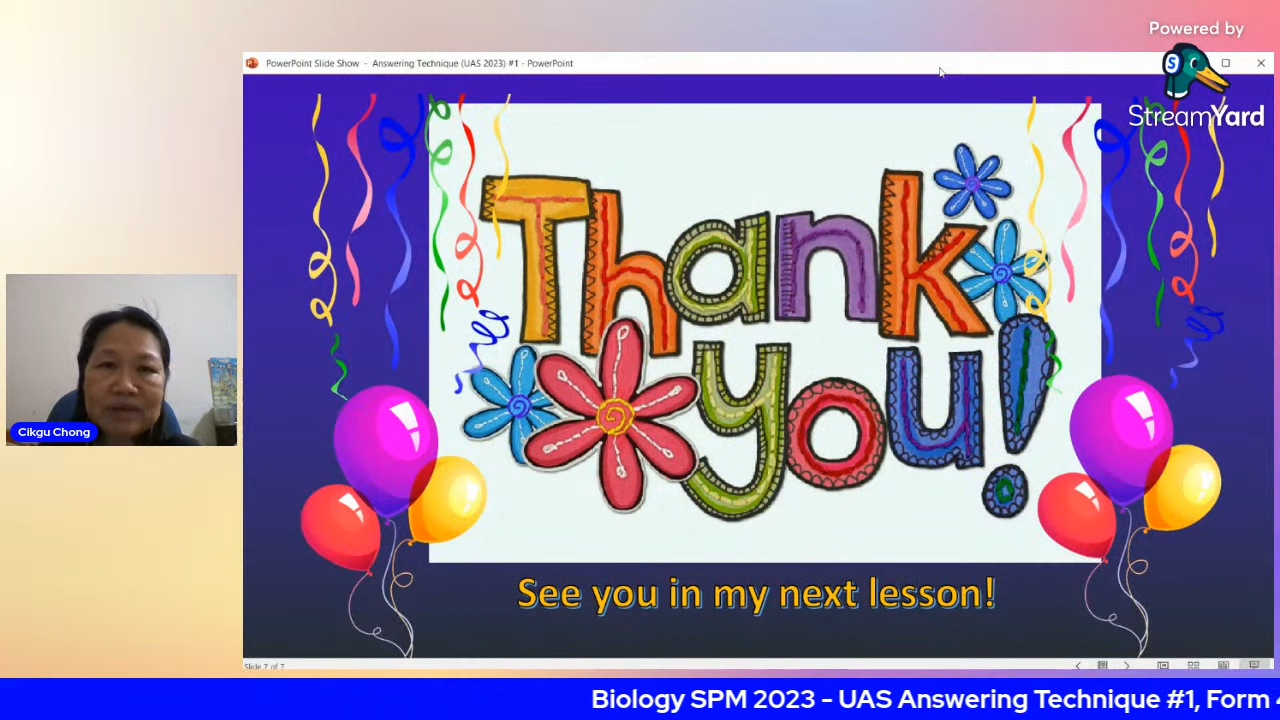 Powered by
StreamYard
PowerPoint Slide Show - Answering Technique (UAS 2023) #1 - PowerPoint
Thank
you!
Cikgu Chong
See you in my next lesson!
Slide 7 of 7
Biology SPM 2023 - UAS Answering Technique #1, Form